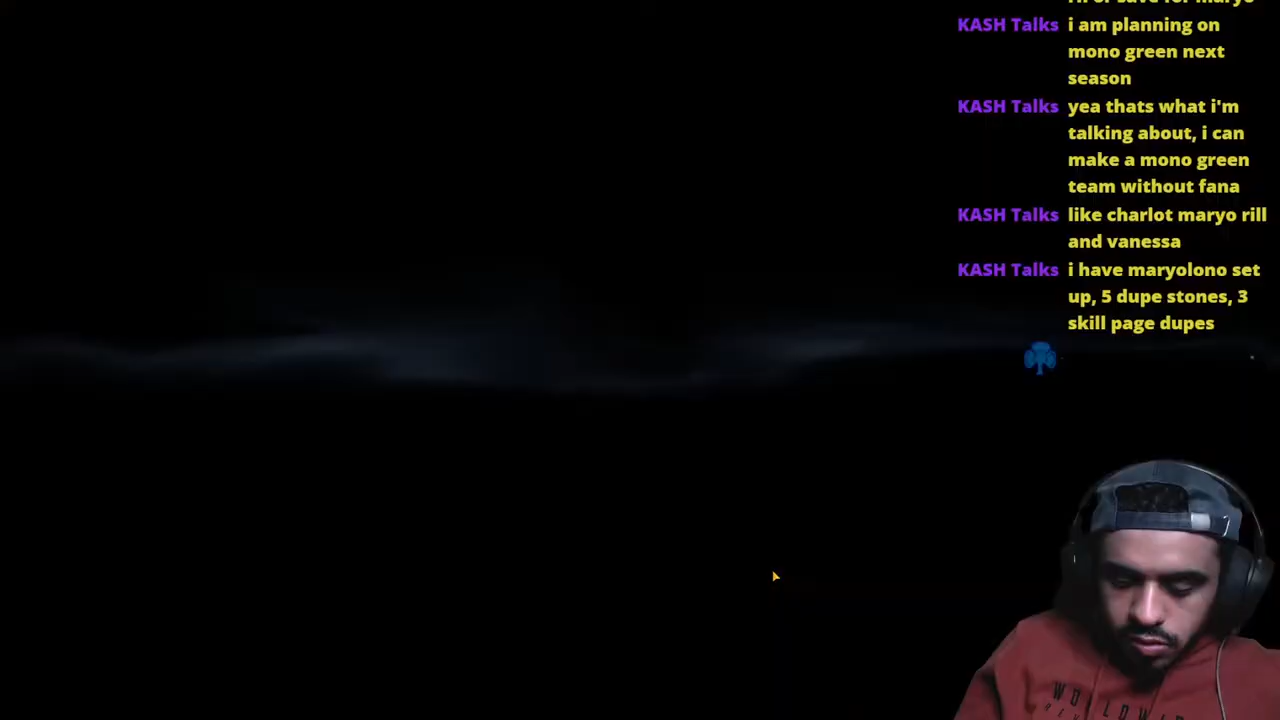 KASH Talks i am planning on
mono green next
season
KASH Talks yea thats what i'm
talking about, i can
make a mono green
team without fana
KASH Talks like charlot maryo rill
and vanessa
KASH Talks i have maryolono set
up, 5 dupe stones, 3
skill page dupes